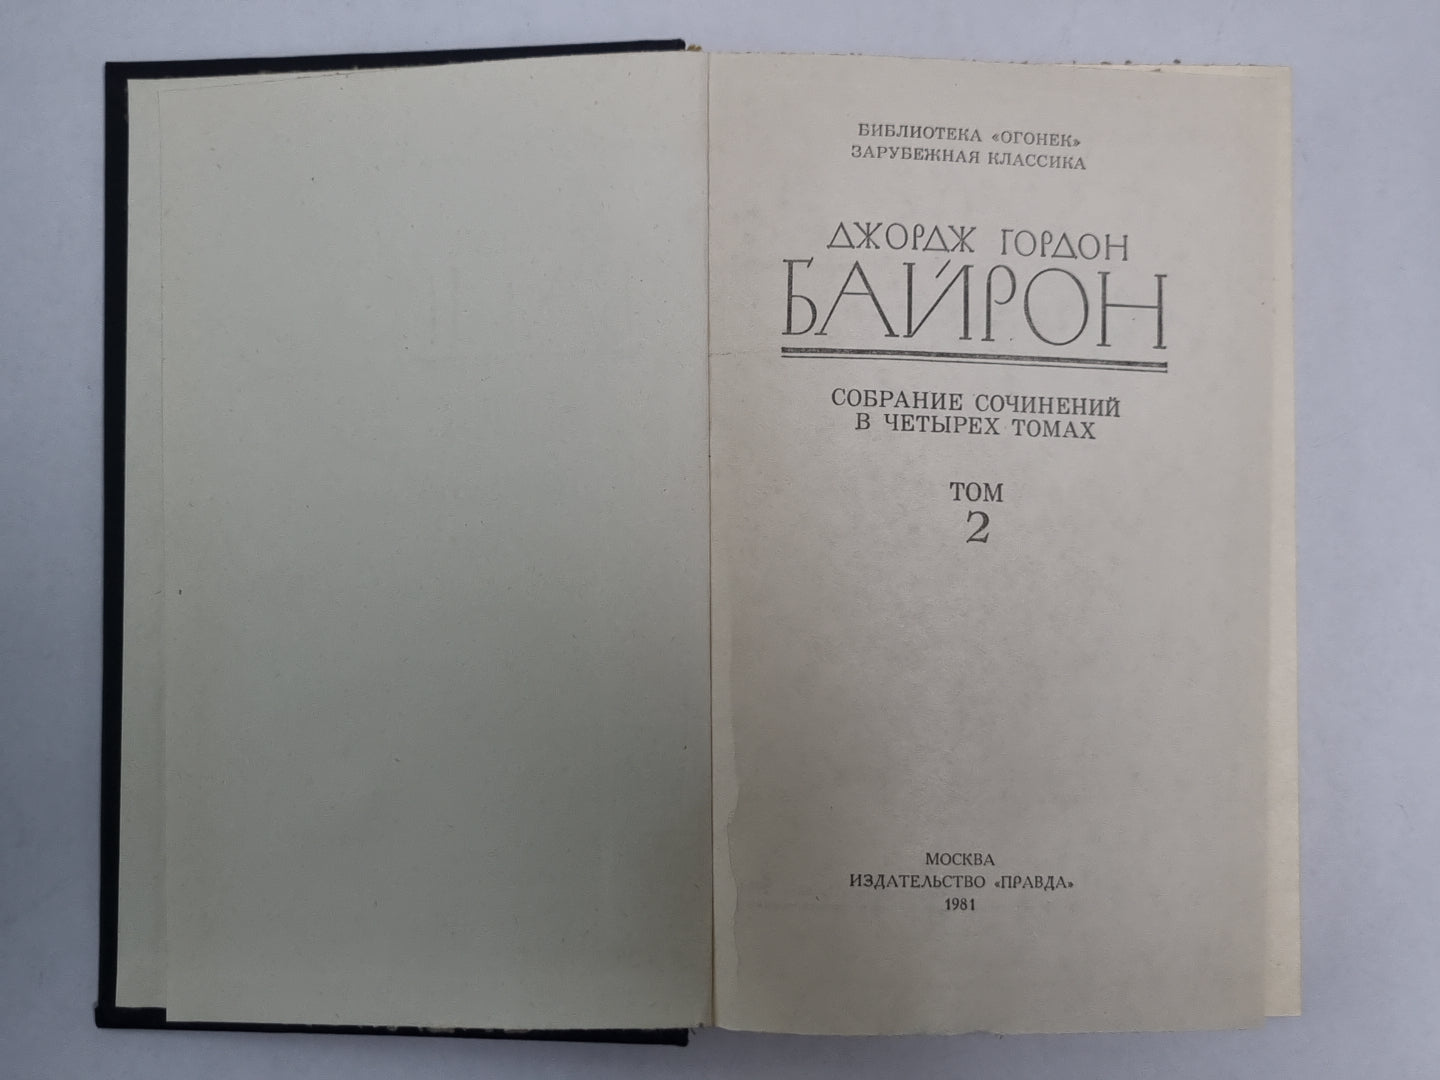 БИБЛИОТЕКА «ОГОНЕК»
ЗАРУБЕЖНАЯ КЛАССИКА
ДЖОРДЖ ГОРДОН
БАЙРОН
СОБРАНИЕ СОЧИНЕНИЙ
В ЧЕТЫРЕХ ТОМАХ
ТОМ
2
МОСКВА
ИЗДАТЕЛЬСТВО «ПРАВДА»
1981